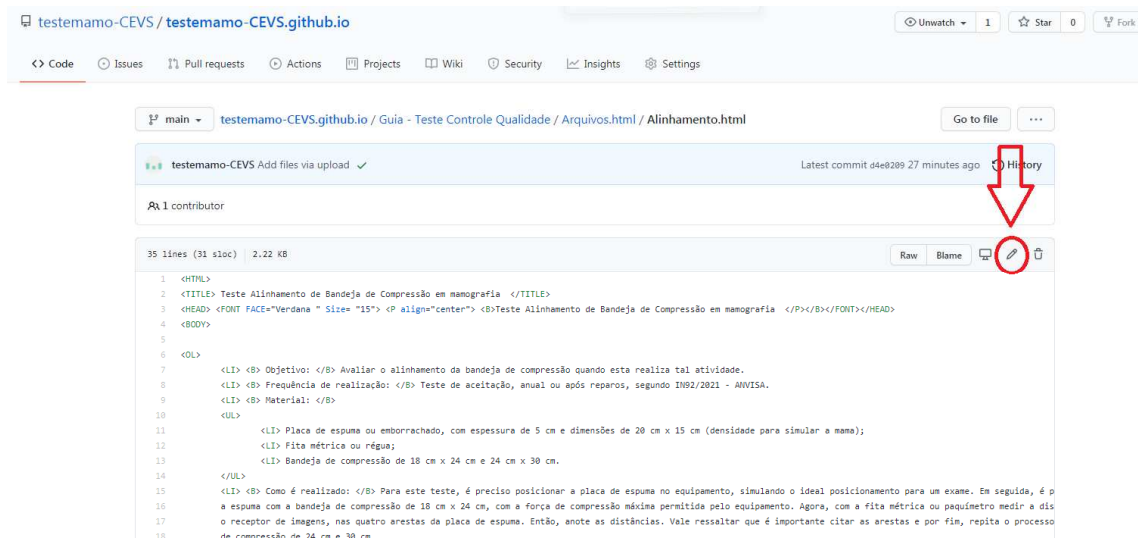 testemamo-CEVS / testemamo-CEVS.github.io Unwatch 1 Star 0 Fork
<> Code Issues Pull requests Actions Projects Wiki Security Insights Settings
main testemamo-CEVS.github.io / Guia - Teste Controle Qualidade / Arquivos.html / Alinhamento.html Go to file ...
testemamo-CEVS Add files via upload Latest commit d4e0209 27 minutes ago History
1 contributor
35 lines (31 sloc) 2.22 KB Raw Blame
1 <HTML>
2 <TITLE> Teste Alinhamento de Bandeja de Compressão em mamografia </TITLE>
3 <HEAD> <FONT FACE="Verdana " Size= "15"> <P align="center"> <B>Teste Alinhamento de Bandeja de Compressão em mamografia </P></B></FONT></HEAD>
4 <BODY>
5
6 <OL>
7 <LI> <B> Objetivo: </B> Avaliar o alinhamento da bandeja de compressão quando esta realiza tal atividade.
8 <LI> <B> Frequência de realização: </B> Teste de aceitação, anual ou após reparos, segundo IN92/2021 - ANVISA.
9 <LI> <B> Material: </B>
10 <UL>
11 <LI> Placa de espuma ou emborrachado, com espessura de 5 cm e dimensões de 20 cm x 15 cm (densidade para simular a mama);
12 <LI> Fita métrica ou régua;
13 <LI> Bandeja de compressão de 18 cm x 24 cm e 24 cm x 30 cm.
14 </UL>
15 <LI> <B> Como é realizado: </B> Para este teste, é preciso posicionar a placa de espuma no equipamento, simulando o ideal posicionamento para um exame. Em seguida, é p
16 a espuma com a bandeja de compressão de 18 cm x 24 cm, com a força de compressão máxima permitida pelo equipamento. Agora, com a fita métrica ou paquímetro medir a dis
17 o receptor de imagens, nas quatro arestas da placa de espuma. Então, anote as distâncias. Vale ressaltar que é importante citar as arestas e por fim, repita o processo
18 de compressão de 24 cm e 30 cm